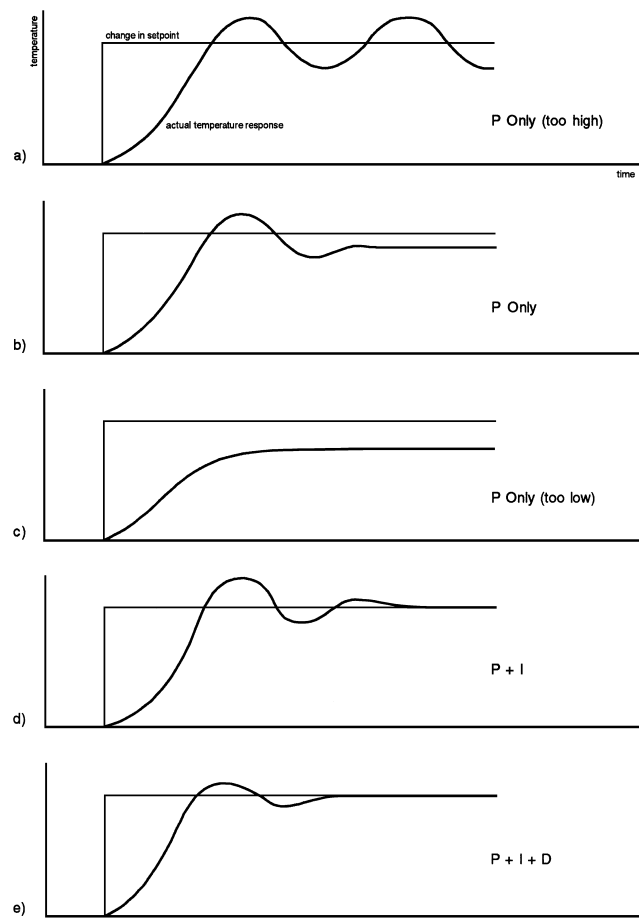 temperature
change in setpoint
actual temperature response
P Only (too high)
a)
time
P Only
b)
P Only (too low)
c)
P + I
d)
P + I + D
e)